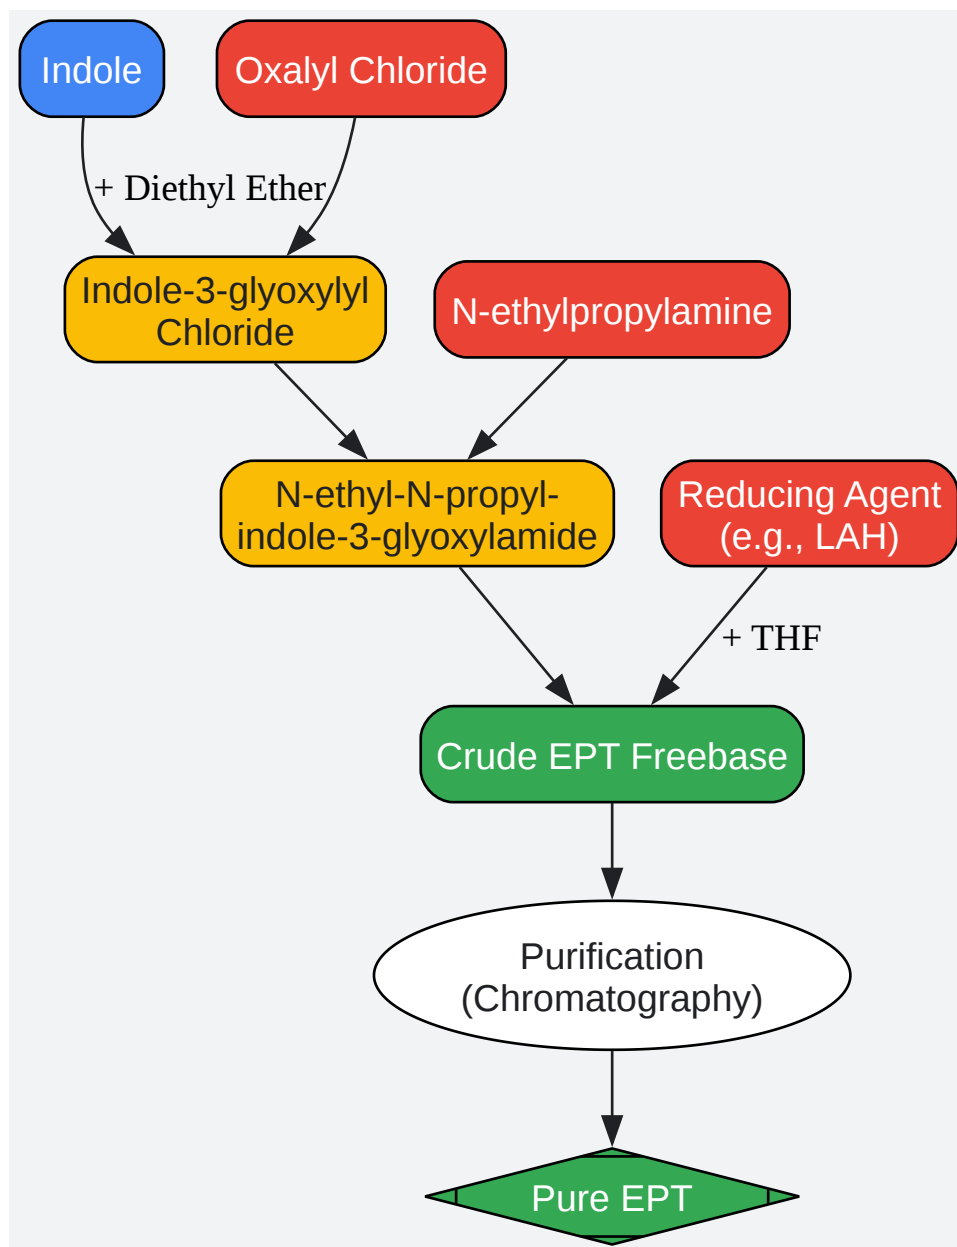 Indole
Oxalyl Chloride
+ Diethyl Ether
Indole-3-glyoxylyl
Chloride
N-ethylpropylamine
N-ethyl-N-propyl-
indole-3-glyoxylamide
Reducing Agent
(e.g., LAH)
+ THF
Crude EPT Freebase
Purification
(Chromatography)
Pure EPT